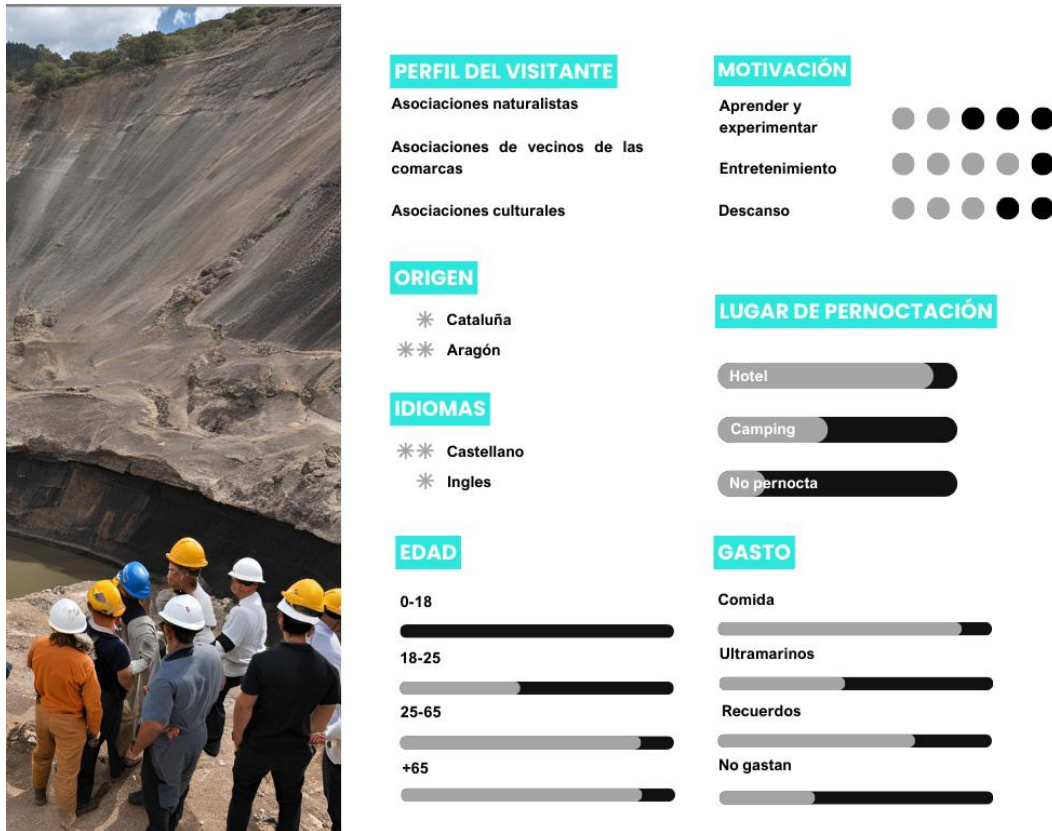 PERFIL DEL VISITANTE
Asociaciones naturalistas
Asociaciones de vecinos de las
comarcas
Asociaciones culturales
ORIGEN
Cataluña
Aragón
IDIOMAS
Castellano
Ingles
EDAD
0-18
18-25
25-65
+65
MOTIVACIÓN
Aprender y
experimentar
Entretenimiento
Descanso
LUGAR DE PERNOCTACIÓN
Hotel
Camping
No pernocta
GASTO
Comida
Ultramarinos
Recuerdos
No gastan